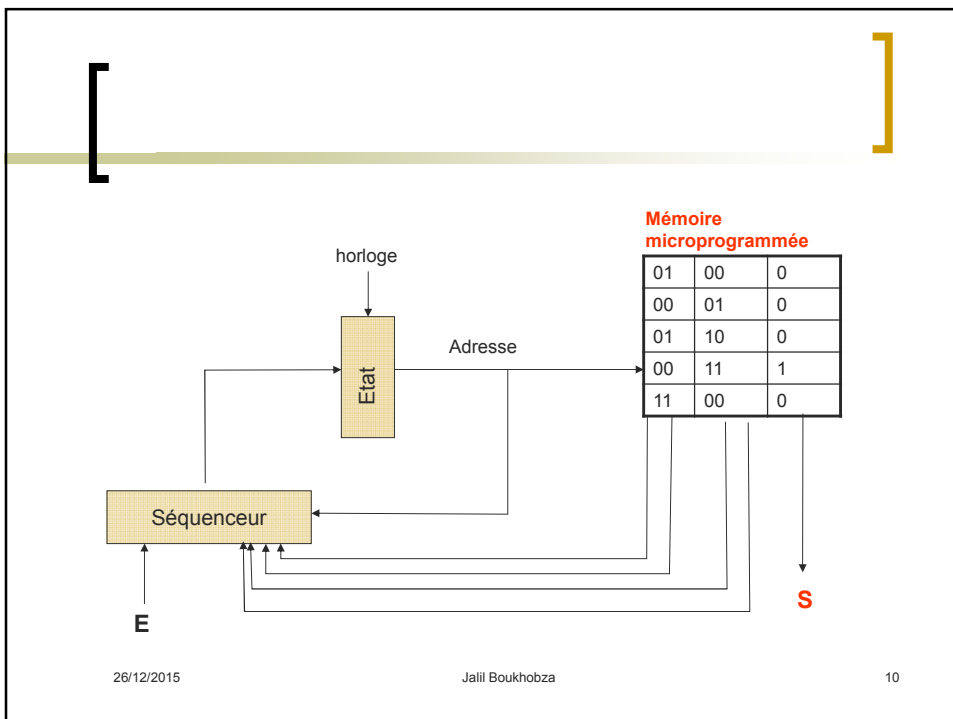 Mémoire
microprogrammée
horloge
01 00 0
00 01 0
01 10 0
00 11 1
11 00 0
Adresse
Etat
Séquenceur
E
S
26/12/2015 Jalil Boukhobza 10